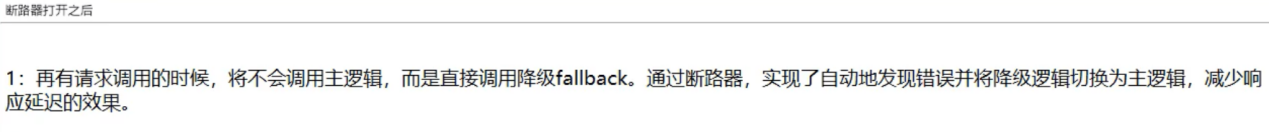 断路器打开之后
1：再有请求调用的时候，将不会调用主逻辑，而是直接调用降级fallback。通过断路器，实现了自动地发现错误并将降级逻辑切换为主逻辑，减少响
应延迟的效果。